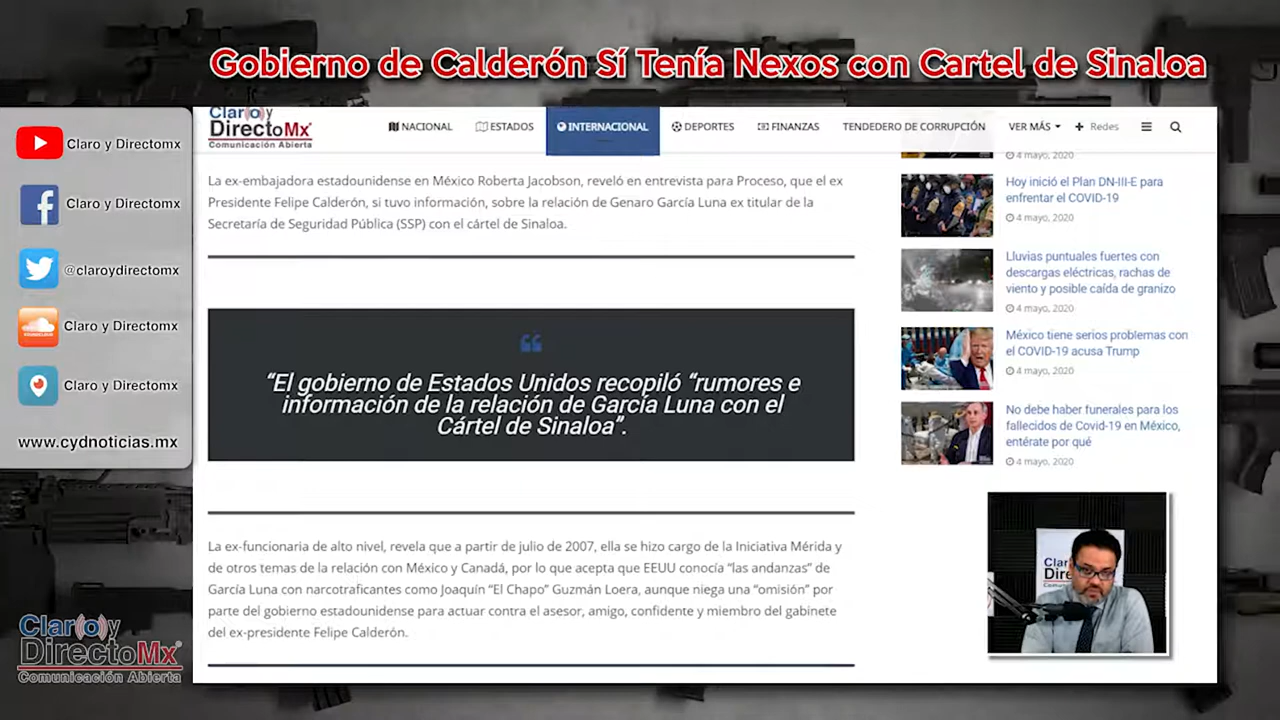 Gobierno de Calderón Sí Tenía Nexos con Cartel de Sinaloa
Claro y Directomx
Claro y Directomx
@claroydirectomx
Claro y Directomx
Claro y Directomx
www.cydnoticias.mx
Claro y
DirectoMx
Comunicación Abierta
Claro y
DirectoMx
Comunicación Abierta
NACIONAL ESTADOS INTERNACIONAL DEPORTES FINANZAS TENDEDERO DE CORRUPCIÓN VER MÁS Redes
La ex-embajadora estadounidense en México Roberta Jacobson, reveló en entrevista para Proceso, que el ex
Presidente Felipe Calderón, si tuvo información, sobre la relación de Genaro García Luna ex titular de la
Secretaría de Seguridad Pública (SSP) con el cártel de Sinaloa.
“El gobierno de Estados Unidos recopiló “rumores e
información de la relación de García Luna con el
Cártel de Sinaloa”.
La ex-funcionaria de alto nivel, revela que a partir de julio de 2007, ella se hizo cargo de la Iniciativa Mérida y
de otros temas de la relación con México y Canadá, por lo que acepta que EEUU conocía “las andanzas” de
García Luna con narcotraficantes como Joaquín “El Chapo” Guzmán Loera, aunque niega una “omisión” por
parte del gobierno estadounidense para actuar contra el asesor, amigo, confidente y miembro del gabinete
del ex-presidente Felipe Calderón.
4 mayo, 2020
Hoy inició el Plan DN-III-E para
enfrentar el COVID-19
4 mayo, 2020
Lluvias puntuales fuertes con
descargas eléctricas, rachas de
viento y posible caída de granizo
4 mayo, 2020
México tiene serios problemas con
el COVID-19 acusa Trump
4 mayo, 2020
No debe haber funerales para los
fallecidos de Covid-19 en México,
entérate por qué
4 mayo, 2020